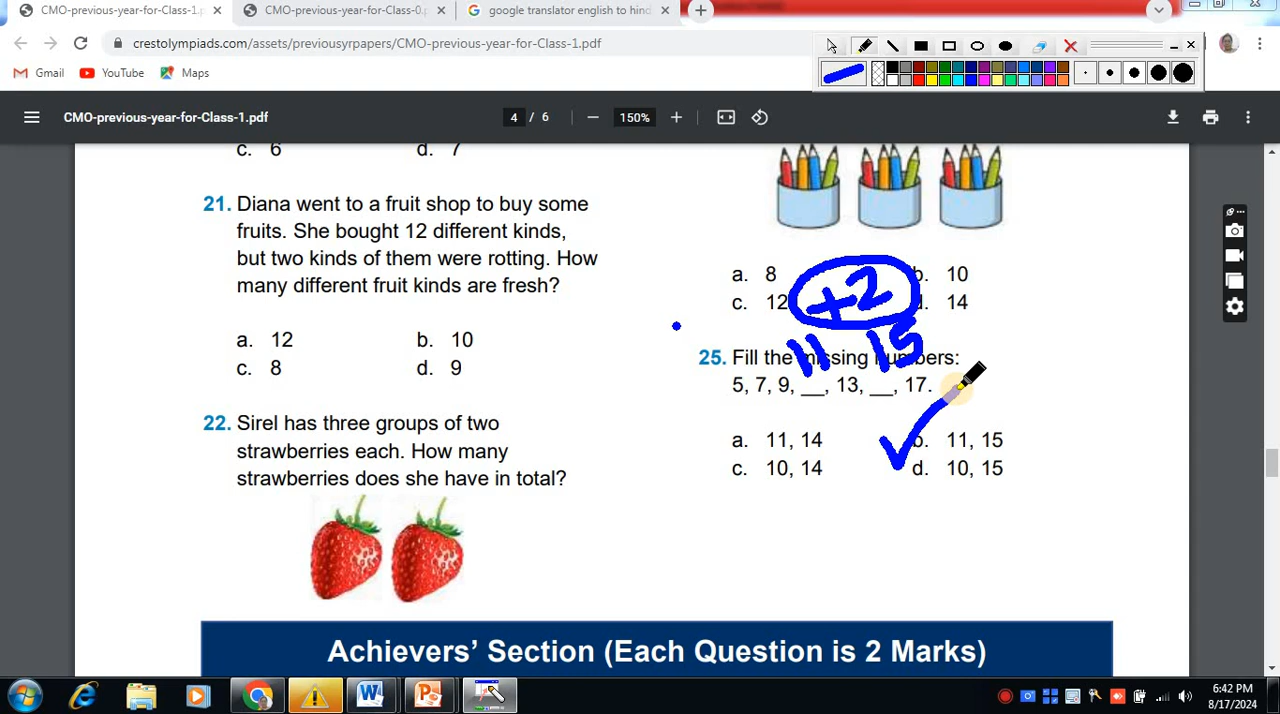 CMO-previous-year-for-Class-1.p
CMO-previous-year-for-Class-0.
google translator english to hind
crestolympiads.com/assets/previousrpapers/CMO-previous-year-for-Class-1.pdf
Gmail
YouTube
Maps
CMO-previous-year-for-Class-1.pdf
4 / 6
150%
c. 6 d. 7
21. Diana went to a fruit shop to buy some
fruits. She bought 12 different kinds,
but two kinds of them were rotting. How
many different fruit kinds are fresh?
a. 12 b. 10
c. 8 d. 9
22. Sirel has three groups of two
strawberries each. How many
strawberries does she have in total?
a. 8 b. 10
c. 12 d. 14
+2
11 15
25. Fill the missing numbers:
5, 7, 9, __, 13, __, 17.
a. 11, 14 b. 11, 15
c. 10, 14 d. 10, 15
Achievers' Section (Each Question is 2 Marks)
6:42 PM
8/17/2024